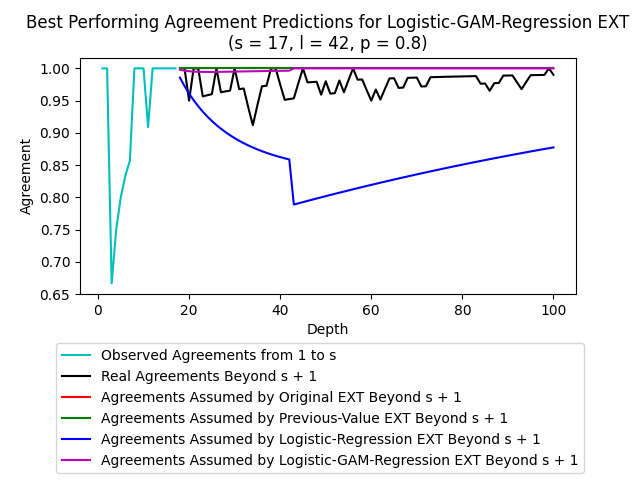 Best Performing Agreement Predictions for Logistic-GAM-Regression EXT
(s = 17, l = 42, p = 0.8)
1.00
0.95
0.90
0.85
0.80
0.75
0.70
0.65
Agreement
0 20 40 60 80 100
Depth
Observed Agreements from 1 to s
Real Agreements Beyond s + 1
Agreements Assumed by Original EXT Beyond s + 1
Agreements Assumed by Previous-Value EXT Beyond s + 1
Agreements Assumed by Logistic-Regression EXT Beyond s + 1
Agreements Assumed by Logistic-GAM-Regression EXT Beyond s + 1